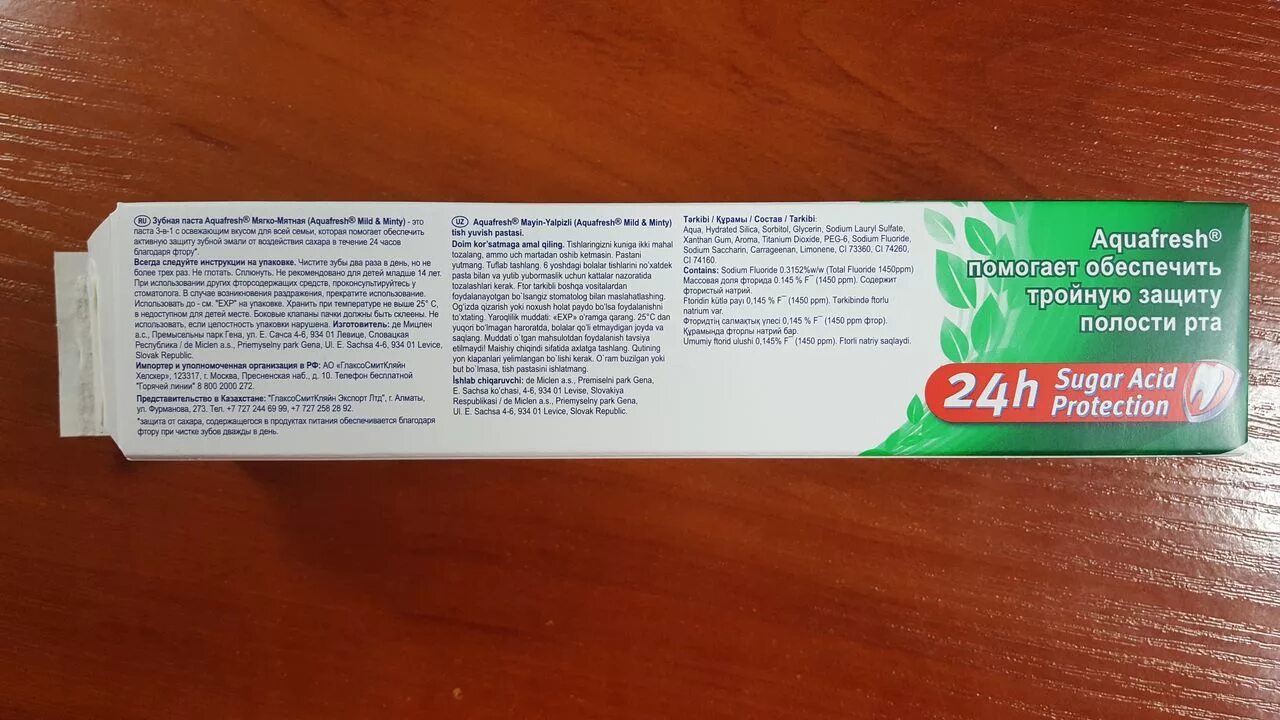 RU Зубная паста Aquafresh® Мягко-Мятная (Aquafresh® Mild & Minty) - это
паста 3-в-1 с освежающим вкусом для всей семьи, которая помогает обеспечить
активную защиту зубной эмали от воздействия сахара в течение 24 часов
благодаря фтору*.
Всегда следуйте инструкции на упаковке. Чистите зубы два раза в день, но не
более трех раз. Не глотать. Сплюнуть. Не рекомендовано для детей младше 14 лет.
При использовании других фторсодержащих средств, проконсультируйтесь у
стоматолога. В случае возникновения раздражения, прекратите использование.
Использовать до - см. "EXP" на упаковке. Хранить при температуре не выше 25° С,
в недоступном для детей месте. Боковые клапаны пачки должны быть склеены. Не
использовать, если целостность упаковки нарушена. Изготовитель: де Мицлен
а.с., Премысельны парк Гена, ул. Е. Сачса 4-6, 934 01 Левице, Словацкая
Республика / de Miclen a.s., Priemyselny park Gena, Ul. E. Sachsa 4-6, 934 01 Levice,
Slovak Republic.
Импортер и уполномоченная организация в РФ: АО «ГлаксоСмитКляйн
Хелскер», 123317, г. Москва, Пресненская наб., д. 10. Телефон бесплатной
"Горячей линии" 8 800 2000 272.
Представительство в Казахстане: "ГлаксоСмитКляйн Экспорт Лтд", г. Алматы,
ул. Фурманова, 273. Тел. +7 727 244 69 99, +7 727 258 28 92.
*защита от сахара, содержащегося в продуктах питания обеспечивается благодаря
фтору при чистке зубов дважды в день.
UZ Aquafresh® Mayin-Yalpizli (Aquafresh® Mild & Minty)
tish yuvish pastasi.
Doim kor'satmaga amal qiling. Tishlaringizni kuniga ikki mahal
tozalang, ammo uch martadan oshib ketmasin. Pastani
yutmang. Tuflab tashlang. 6 yoshdagi bolalar tishlarini no'xatdek
pasta bilan va yutib yubormaslik uchun kattalar nazoratida
tozalashlari kerak. Ftor tarkibli boshqa vositalardan
foydalanayotgan bo`lsangiz stomatolog bilan maslahatlashing.
Og'izda qizarish yoki noxush holat paydo bo'lsa foydalanishni
to'xtating. Yaroqlilik muddati: «EXP» o'ramga qarang. 25°C dan
yuqori bo'lmagan haroratda, bolalar qo'li etmaydigan joyda va
saqlang. Muddati o`tgan mahsulotdan foydalanish tavsiya
etilmaydi! Maishiy chiqindi sifatida axlatga tashlang. Qutining
yon klapanlari yelimlangan bo`lishi kerak. O`ram buzilgan yoki
but bo`lmasa, tish pastasini ishlatmang.
İshlab chiqaruvchi: de Miclen a.s., Premiselni park Gena,
E. Sachsa ko'chasi, 4-6, 934 01 Levise, Slovakiya
Respublikasi / de Miclen a.s., Priemyselny park Gena,
Ul. E. Sachsa 4-6, 934 01 Levice, Slovak Republic.
Tərkibi / Құрамы / Состав / Tarkibi:
Aqua, Hydrated Silica, Sorbitol, Glycerin, Sodium Lauryl Sulfate,
Xanthan Gum, Aroma, Titanium Dioxide, PEG-6, Sodium Fluoride,
Sodium Saccharin, Carrageenan, Limonene, CI 73360, CI 74260,
CI 74160.
Contains: Sodium Fluoride 0.3152%w/w (Total Fluoride 1450ppm)
Массовая доля фторида 0.145 % F⁻ (1450 ppm). Содержит
фтористый натрий.
Ftoridin kütlə payı 0,145 % F⁻ (1450 ppm). Tərkibində ftorlu
natrium var.
Фторидтің салмақтық үлесі 0,145 % F⁻ (1450 ppm фтор).
Құрамында фторлы натрий бар.
Umumiy ftorid ulushi 0,145% F⁻ (1450 ppm). Ftorli natriy saqlaydi.
Aquafresh®
помогает обеспечить
тройную защиту
полости рта
24h Sugar Acid
Protection